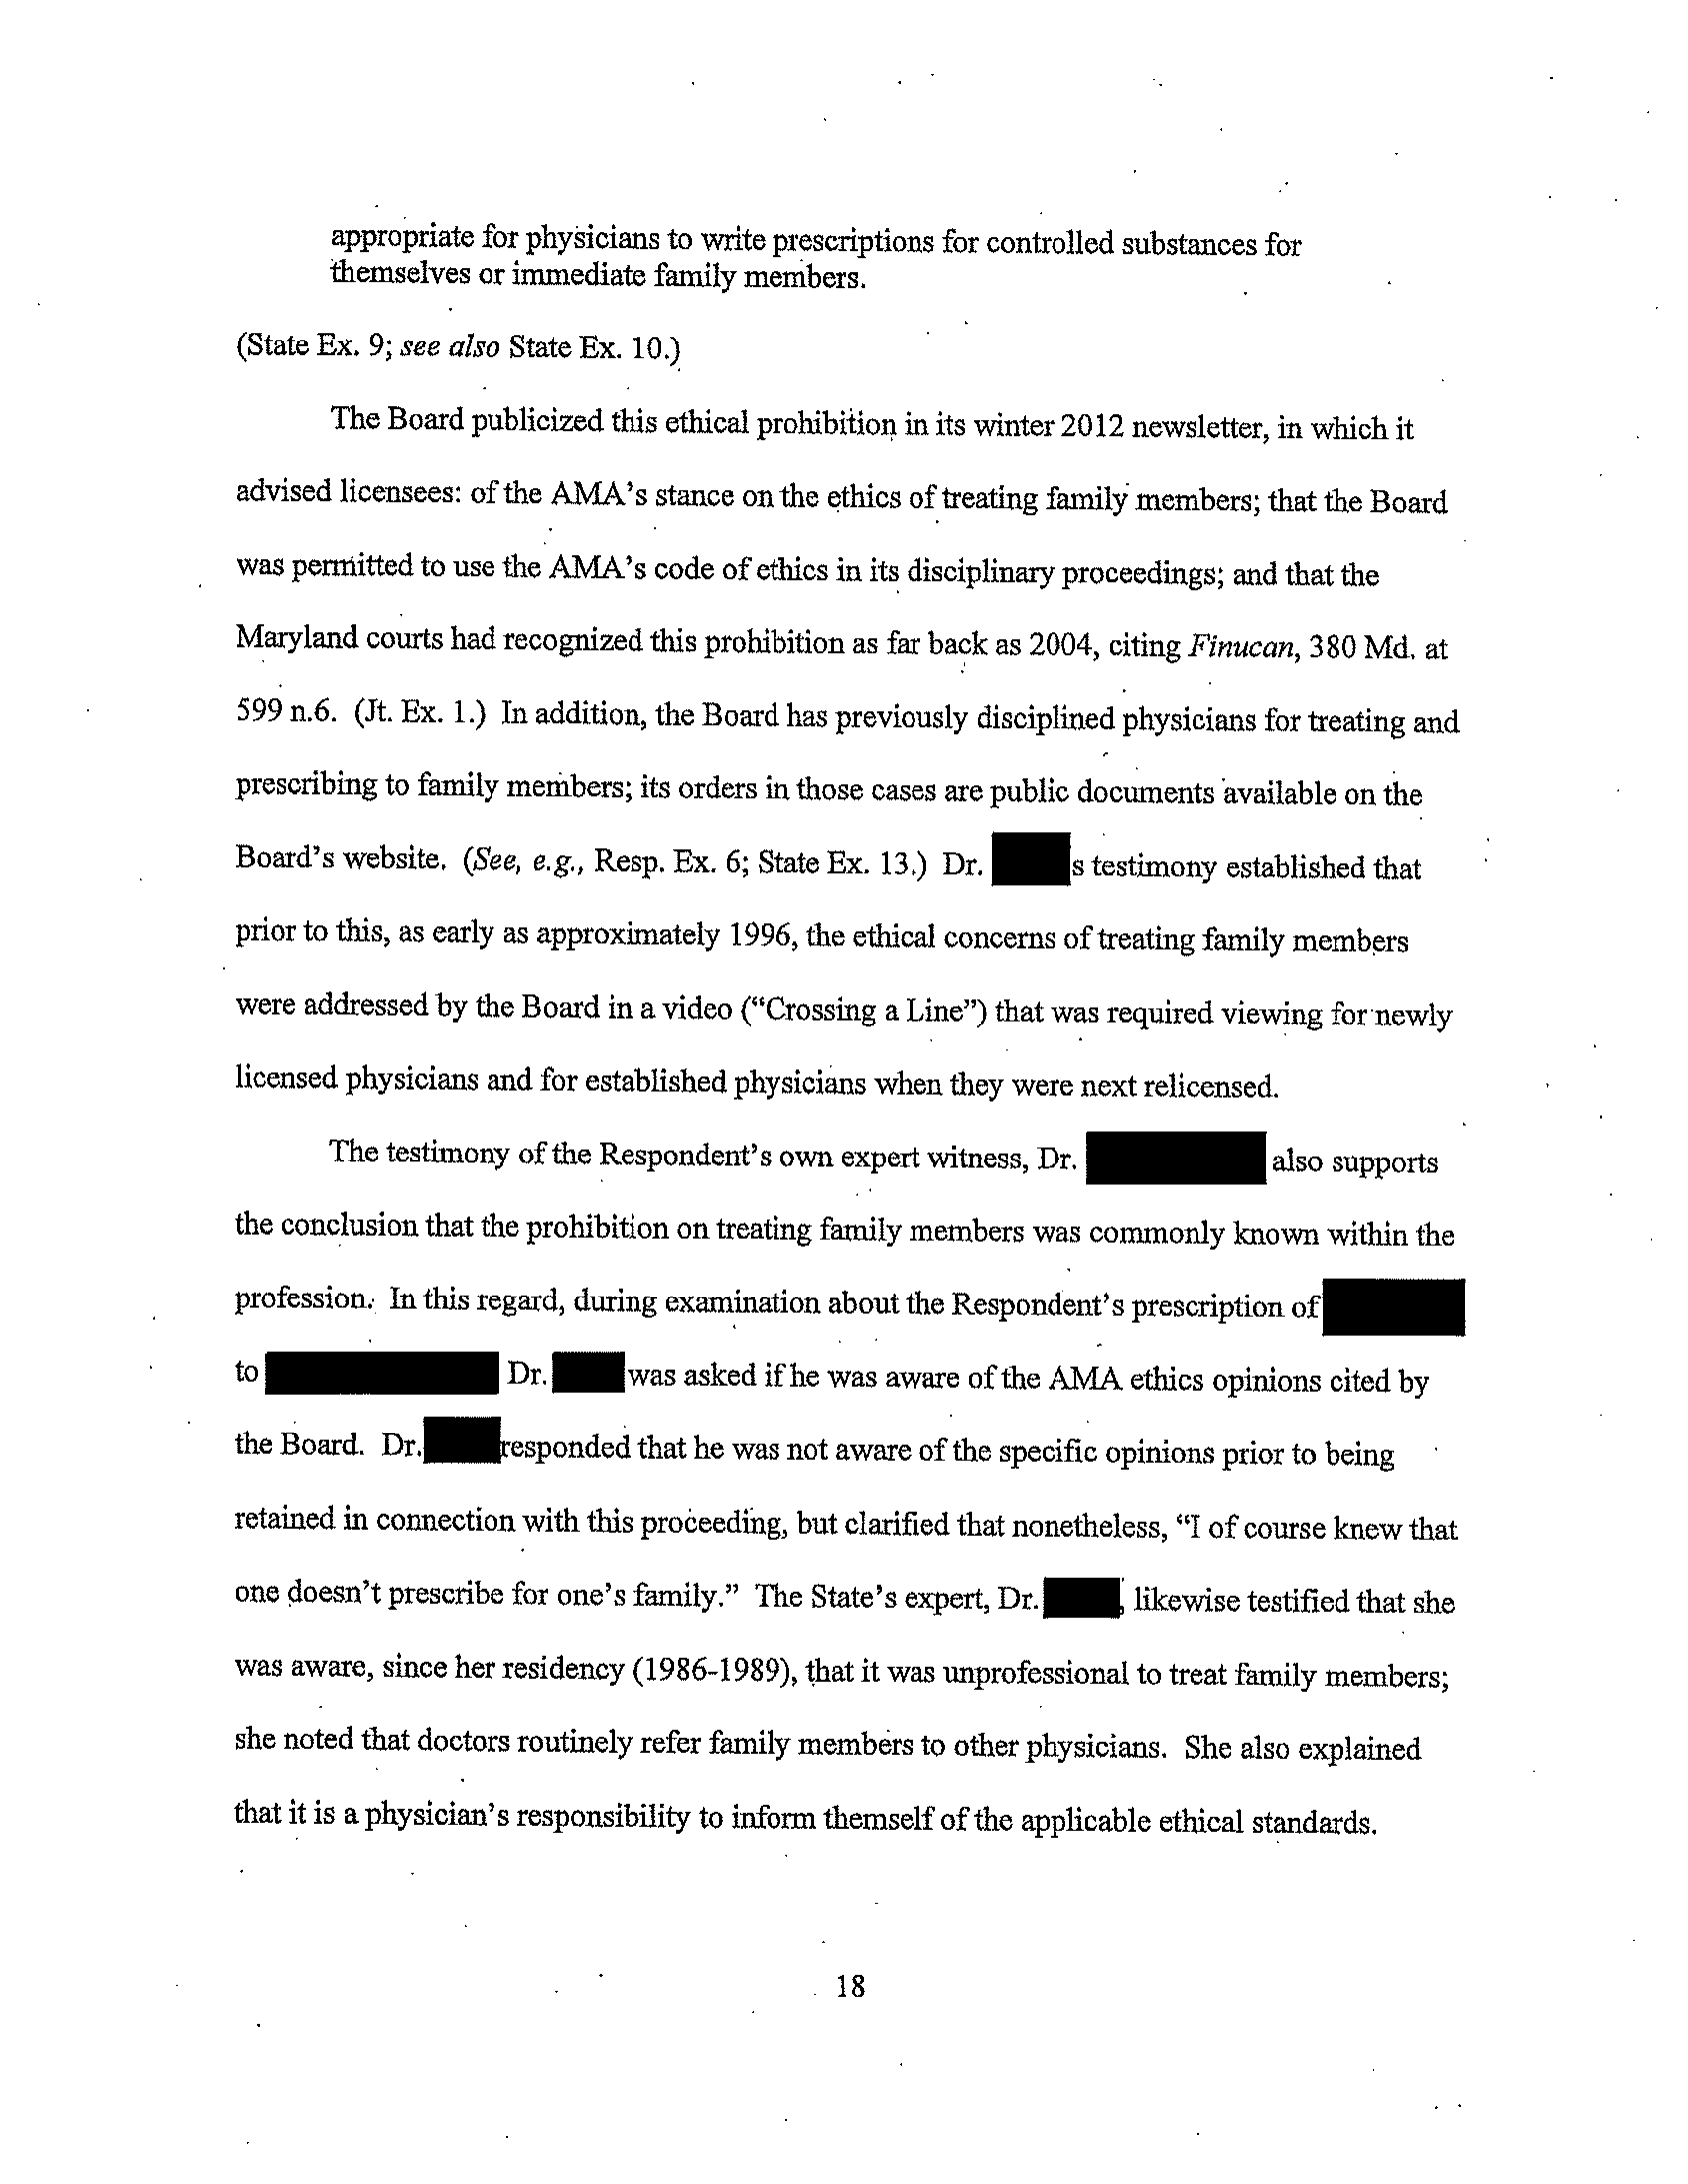 appropriate for physicians to write prescriptions for controlled substances for
themselves or immediate family members.
(State Ex. 9; see also State Ex. 10.)
The Board publicized this ethical prohibition in its winter 2012 newsletter, in which it
advised licensees: of the AMA's stance on the ethics of treating family members; that the Board
was permitted to use the AMA's code of ethics in its disciplinary proceedings; and that the
Maryland courts had recognized this prohibition as far back as 2004, citing Finucan, 380 Md. at
599 n.6. (Jt. Ex. 1.) In addition, the Board has previously disciplined physicians for treating and
prescribing to family members; its orders in those cases are public documents available on the
Board's website. (See, e.g., Resp. Ex. 6; State Ex. 13.) Dr. s testimony established that
prior to this, as early as approximately 1996, the ethical concerns of treating family members
were addressed by the Board in a video ("Crossing a Line") that was required viewing for newly
licensed physicians and for established physicians when they were next relicensed.
The testimony of the Respondent's own expert witness, Dr. also supports
the conclusion that the prohibition on treating family members was commonly known within the
profession. In this regard, during examination about the Respondent's prescription of
to Dr. was asked if he was aware of the AMA ethics opinions cited by
the Board. Dr. responded that he was not aware of the specific opinions prior to being
retained in connection with this proceeding, but clarified that nonetheless, "I of course knew that
one doesn't prescribe for one's family." The State's expert, Dr. , likewise testified that she
was aware, since her residency (1986-1989), that it was unprofessional to treat family members;
she noted that doctors routinely refer family members to other physicians. She also explained
that it is a physician's responsibility to inform themself of the applicable ethical standards.
18